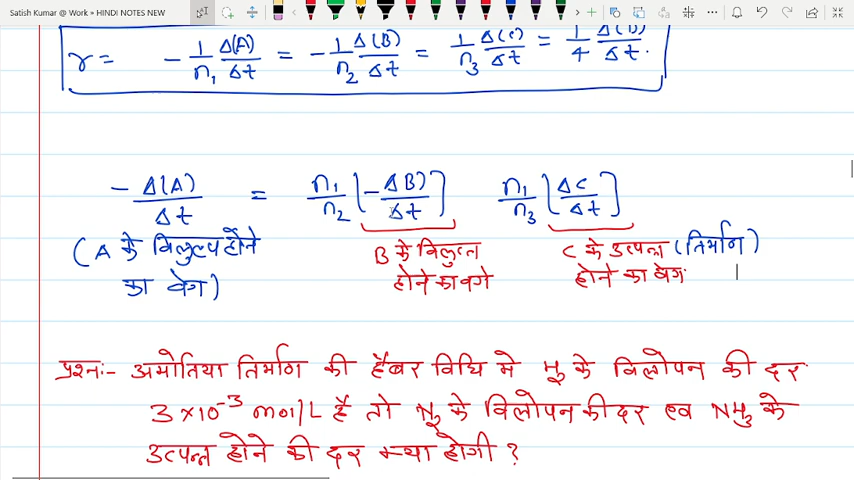 Satish Kumar @ Work » HINDI NOTES NEW
r = -1/n₁ Δ(A)/Δt = -1/n₂ Δ(B)/Δt = 1/n₃ Δ(C)/Δt = 1/4 Δ(D)/Δt.
-Δ(A)/Δt = n₁/n₂ [-ΔB)/Δt] n₁/n₃ [ΔC/Δt]
(A के विलुप्त होने
का वेग)
B के विलुप्त
होने का वगे
C के उत्पन्न (निर्माण)
होने का वेग
प्रश्न:- अमोनिया निर्माण की हैबर विधि मे H₂ के विलोपन की दर
3×10⁻³ mol/L है तो N₂ के विलोपन की दर एव NH₃ के
उत्पन्न होने की दर क्या होगी ?